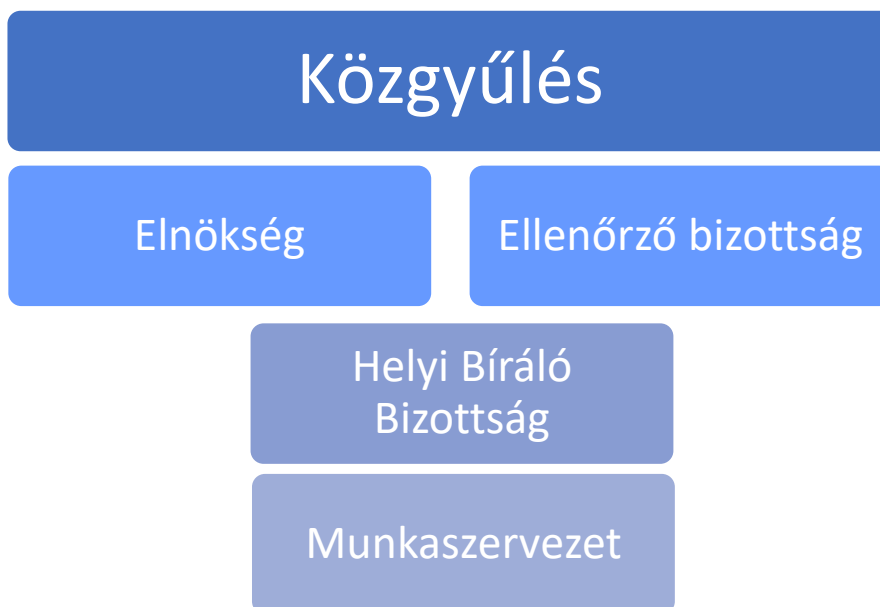 Közgyűlés
Elnökség
Ellenőrző bizottság
Helyi Bíráló
Bizottság
Munkaszervezet